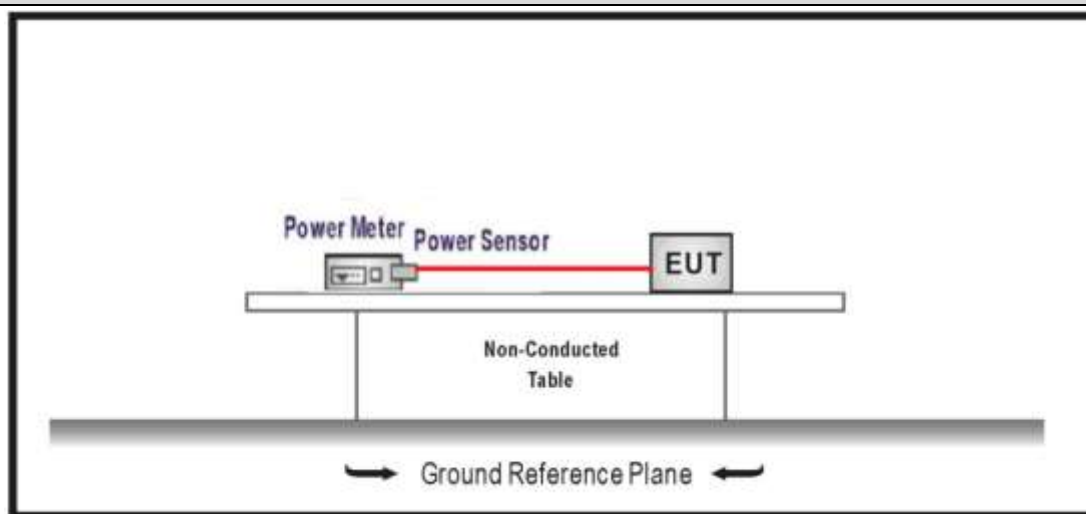 Power Meter
Power Sensor
EUT
Non-Conducted
Table
Ground Reference Plane